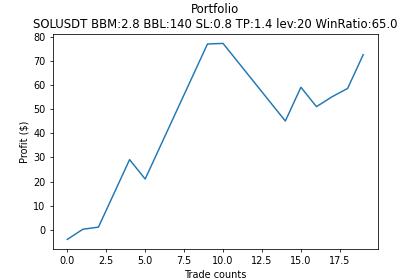 Portfolio
SOLUSDT BBM:2.8 BBL:140 SL:0.8 TP:1.4 lev:20 WinRatio:65.0
80
70
60
50
40
30
20
10
0
Profit ($)
0.0 2.5 5.0 7.5 10.0 12.5 15.0 17.5
Trade counts